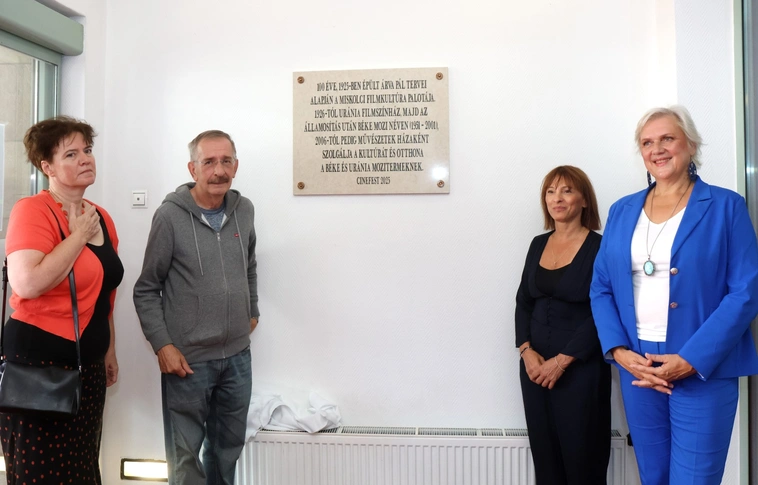 100 ÉVE, 1925-BEN ÉPÜLT ÁRVA PÁL TERVEI
ALAPJÁN A MISKOLCI FILMKULTÚRA PALOTÁJA.
1926-TÓL URÁNIA FILMSZÍNHÁZ, MAJD AZ
ÁLLAMOSÍTÁS UTÁN BÉKE MOZI NÉVEN (1951 - 2001),
2006-TÓL PEDIG MŰVÉSZETEK HÁZAKÉNT
SZOLGÁLJA A KULTÚRÁT ÉS OTTHONA
A BÉKE ÉS URÁNIA MOZITERMEKNEK.
CINEFEST 2025